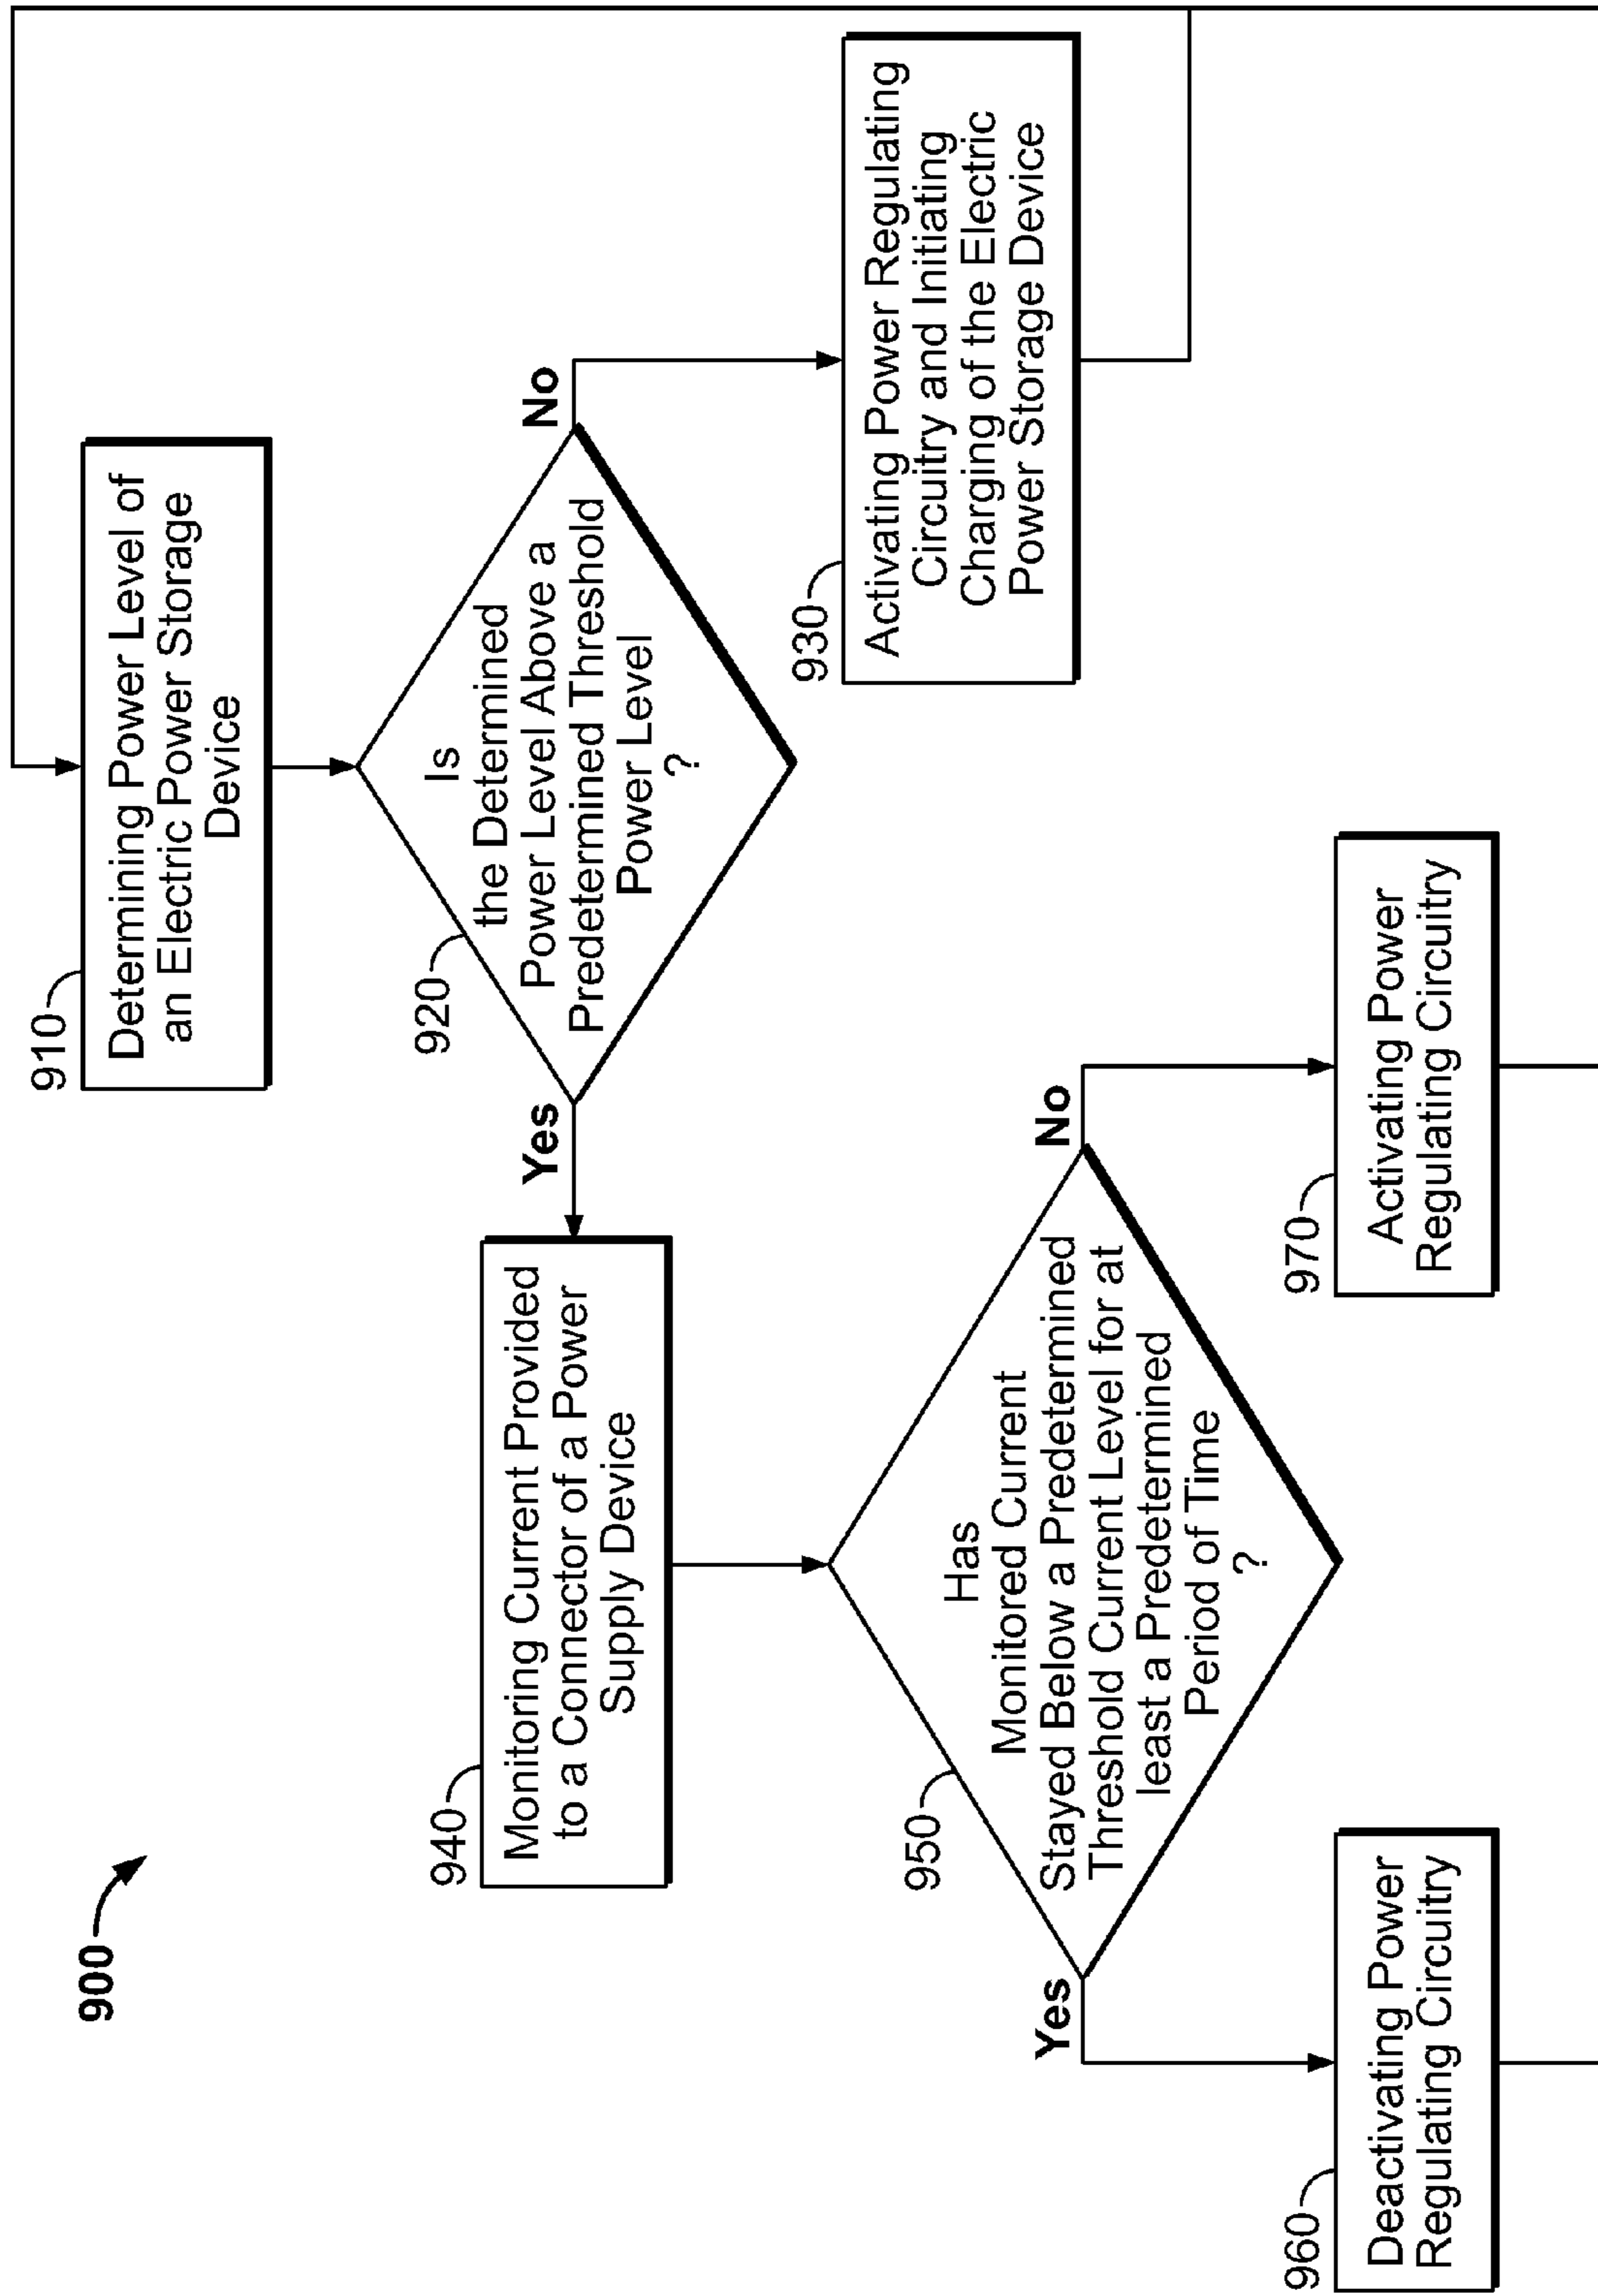 900
910
Determining Power Level of
an Electric Power Storage
Device
920
Is
the Determined
Power Level Above a
Predetermined Threshold
Power Level
?
Yes
No
930
Activating Power Regulating
Circuitry and Initiating
Charging of the Electric
Power Storage Device
940
Monitoring Current Provided
to a Connector of a Power
Supply Device
950
Has
Monitored Current
Stayed Below a Predetermined
Threshold Current Level for at
least a Predetermined
Period of Time
?
Yes
No
960
Deactivating Power
Regulating Circuitry
970
Activating Power
Regulating Circuitry